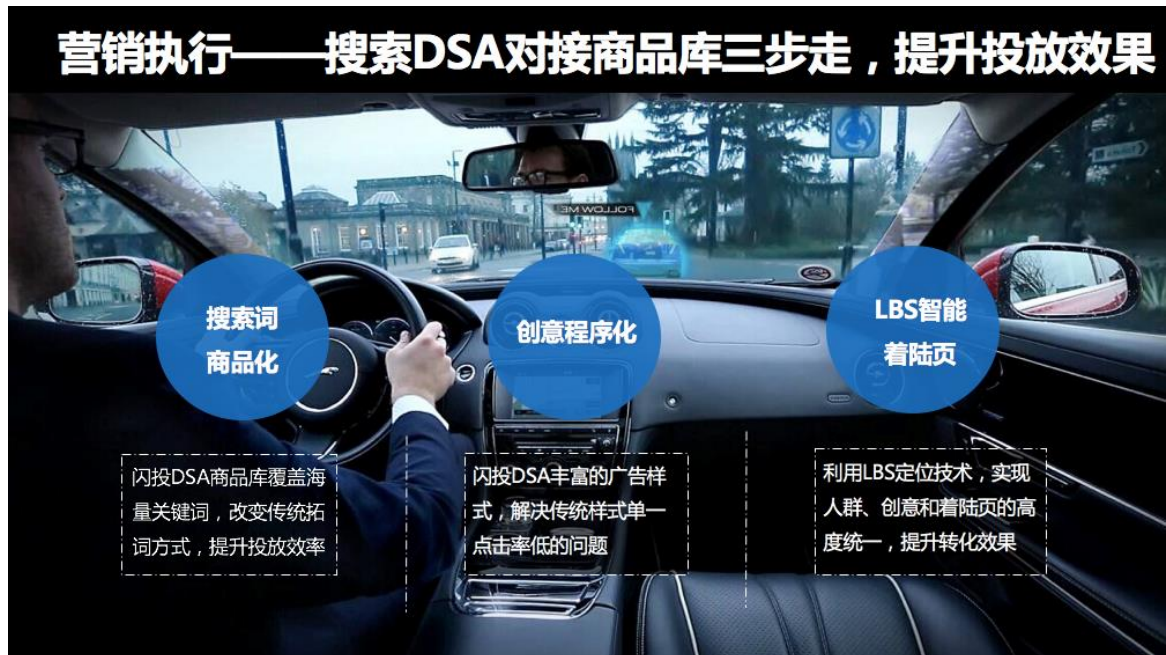 营销执行——搜索DSA对接商品库三步走，提升投放效果
FOLLOW ME
搜索词
商品化
创意程序化
LBS智能
着陆页
闪投DSA商品库覆盖海
量关键词，改变传统拓
词方式，提升投放效率
闪投DSA丰富的广告样
式，解决传统样式单一
点击率低的问题
利用LBS定位技术，实现
人群、创意和着陆页的高
度统一，提升转化效果